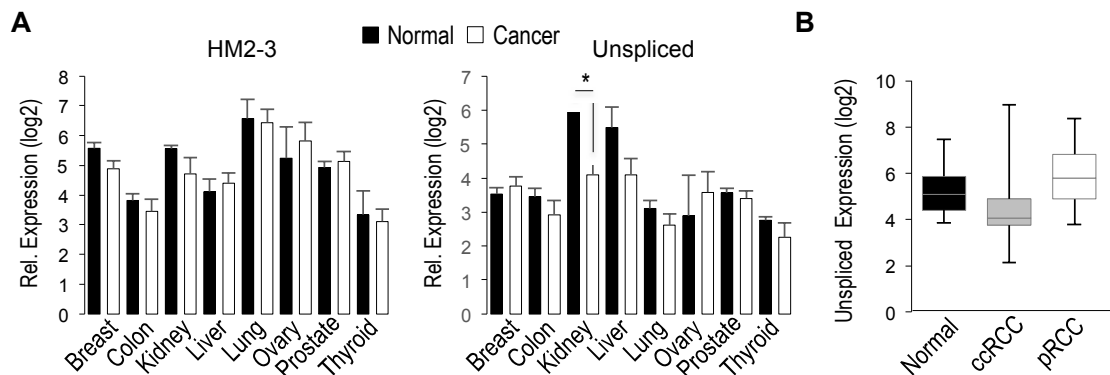 A
B
Normal
Cancer
HM2-3
Unspliced
Rel. Expression (log2)
8
7
6
5
4
3
2
1
0
Breast
Colon
Kidney
Liver
Lung
Ovary
Prostate
Thyroid
Rel. Expression (log2)
7
6
5
4
3
2
1
0
*
Breast
Colon
Kidney
Liver
Lung
Ovary
Prostate
Thyroid
Unspliced Expression (log2)
10
8
6
4
2
0
Normal
ccRCC
pRCC